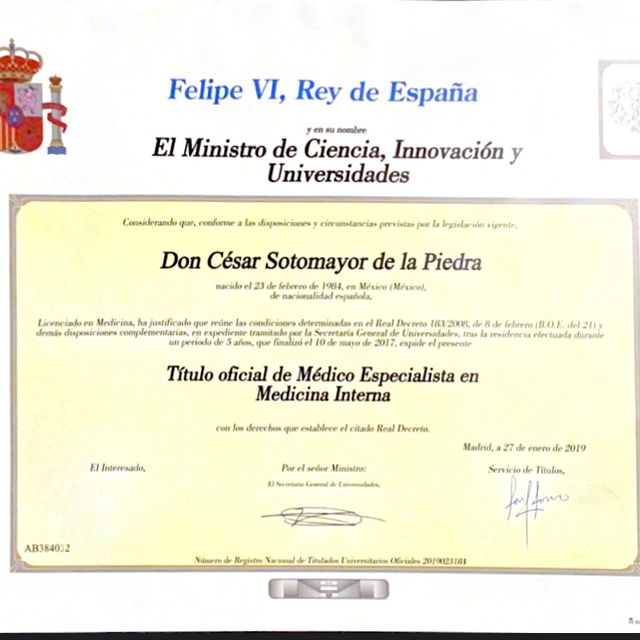 Felipe VI, Rey de España
y en su nombre
El Ministro de Ciencia, Innovación y
Universidades
Considerando que, conforme a las disposiciones y circunstancias previstas por la legislación vigente,
Don César Sotomayor de la Piedra
nacido el 23 de febrero de 1984, en México (México),
de nacionalidad española,
Licenciado en Medicina, ha justificado que reúne las condiciones determinadas en el Real Decreto 183/2008, de 8 de febrero (B.O.E. del 21) y
demás disposiciones complementarias, en expediente tramitado por la Secretaría General de Universidades, tras la residencia efectuada durante
un periodo de 5 años, que finalizó el 10 de mayo de 2017, expide el presente
Título oficial de Médico Especialista en
Medicina Interna
con los derechos que establece el citado Real Decreto.
Madrid, a 27 de enero de 2019
El Interesado,
Por el señor Ministro:
Servicio de Títulos,
El Secretario General de Universidades,
AB384032
Número de Registro Nacional de Titulados Universitarios Oficiales 2019023184